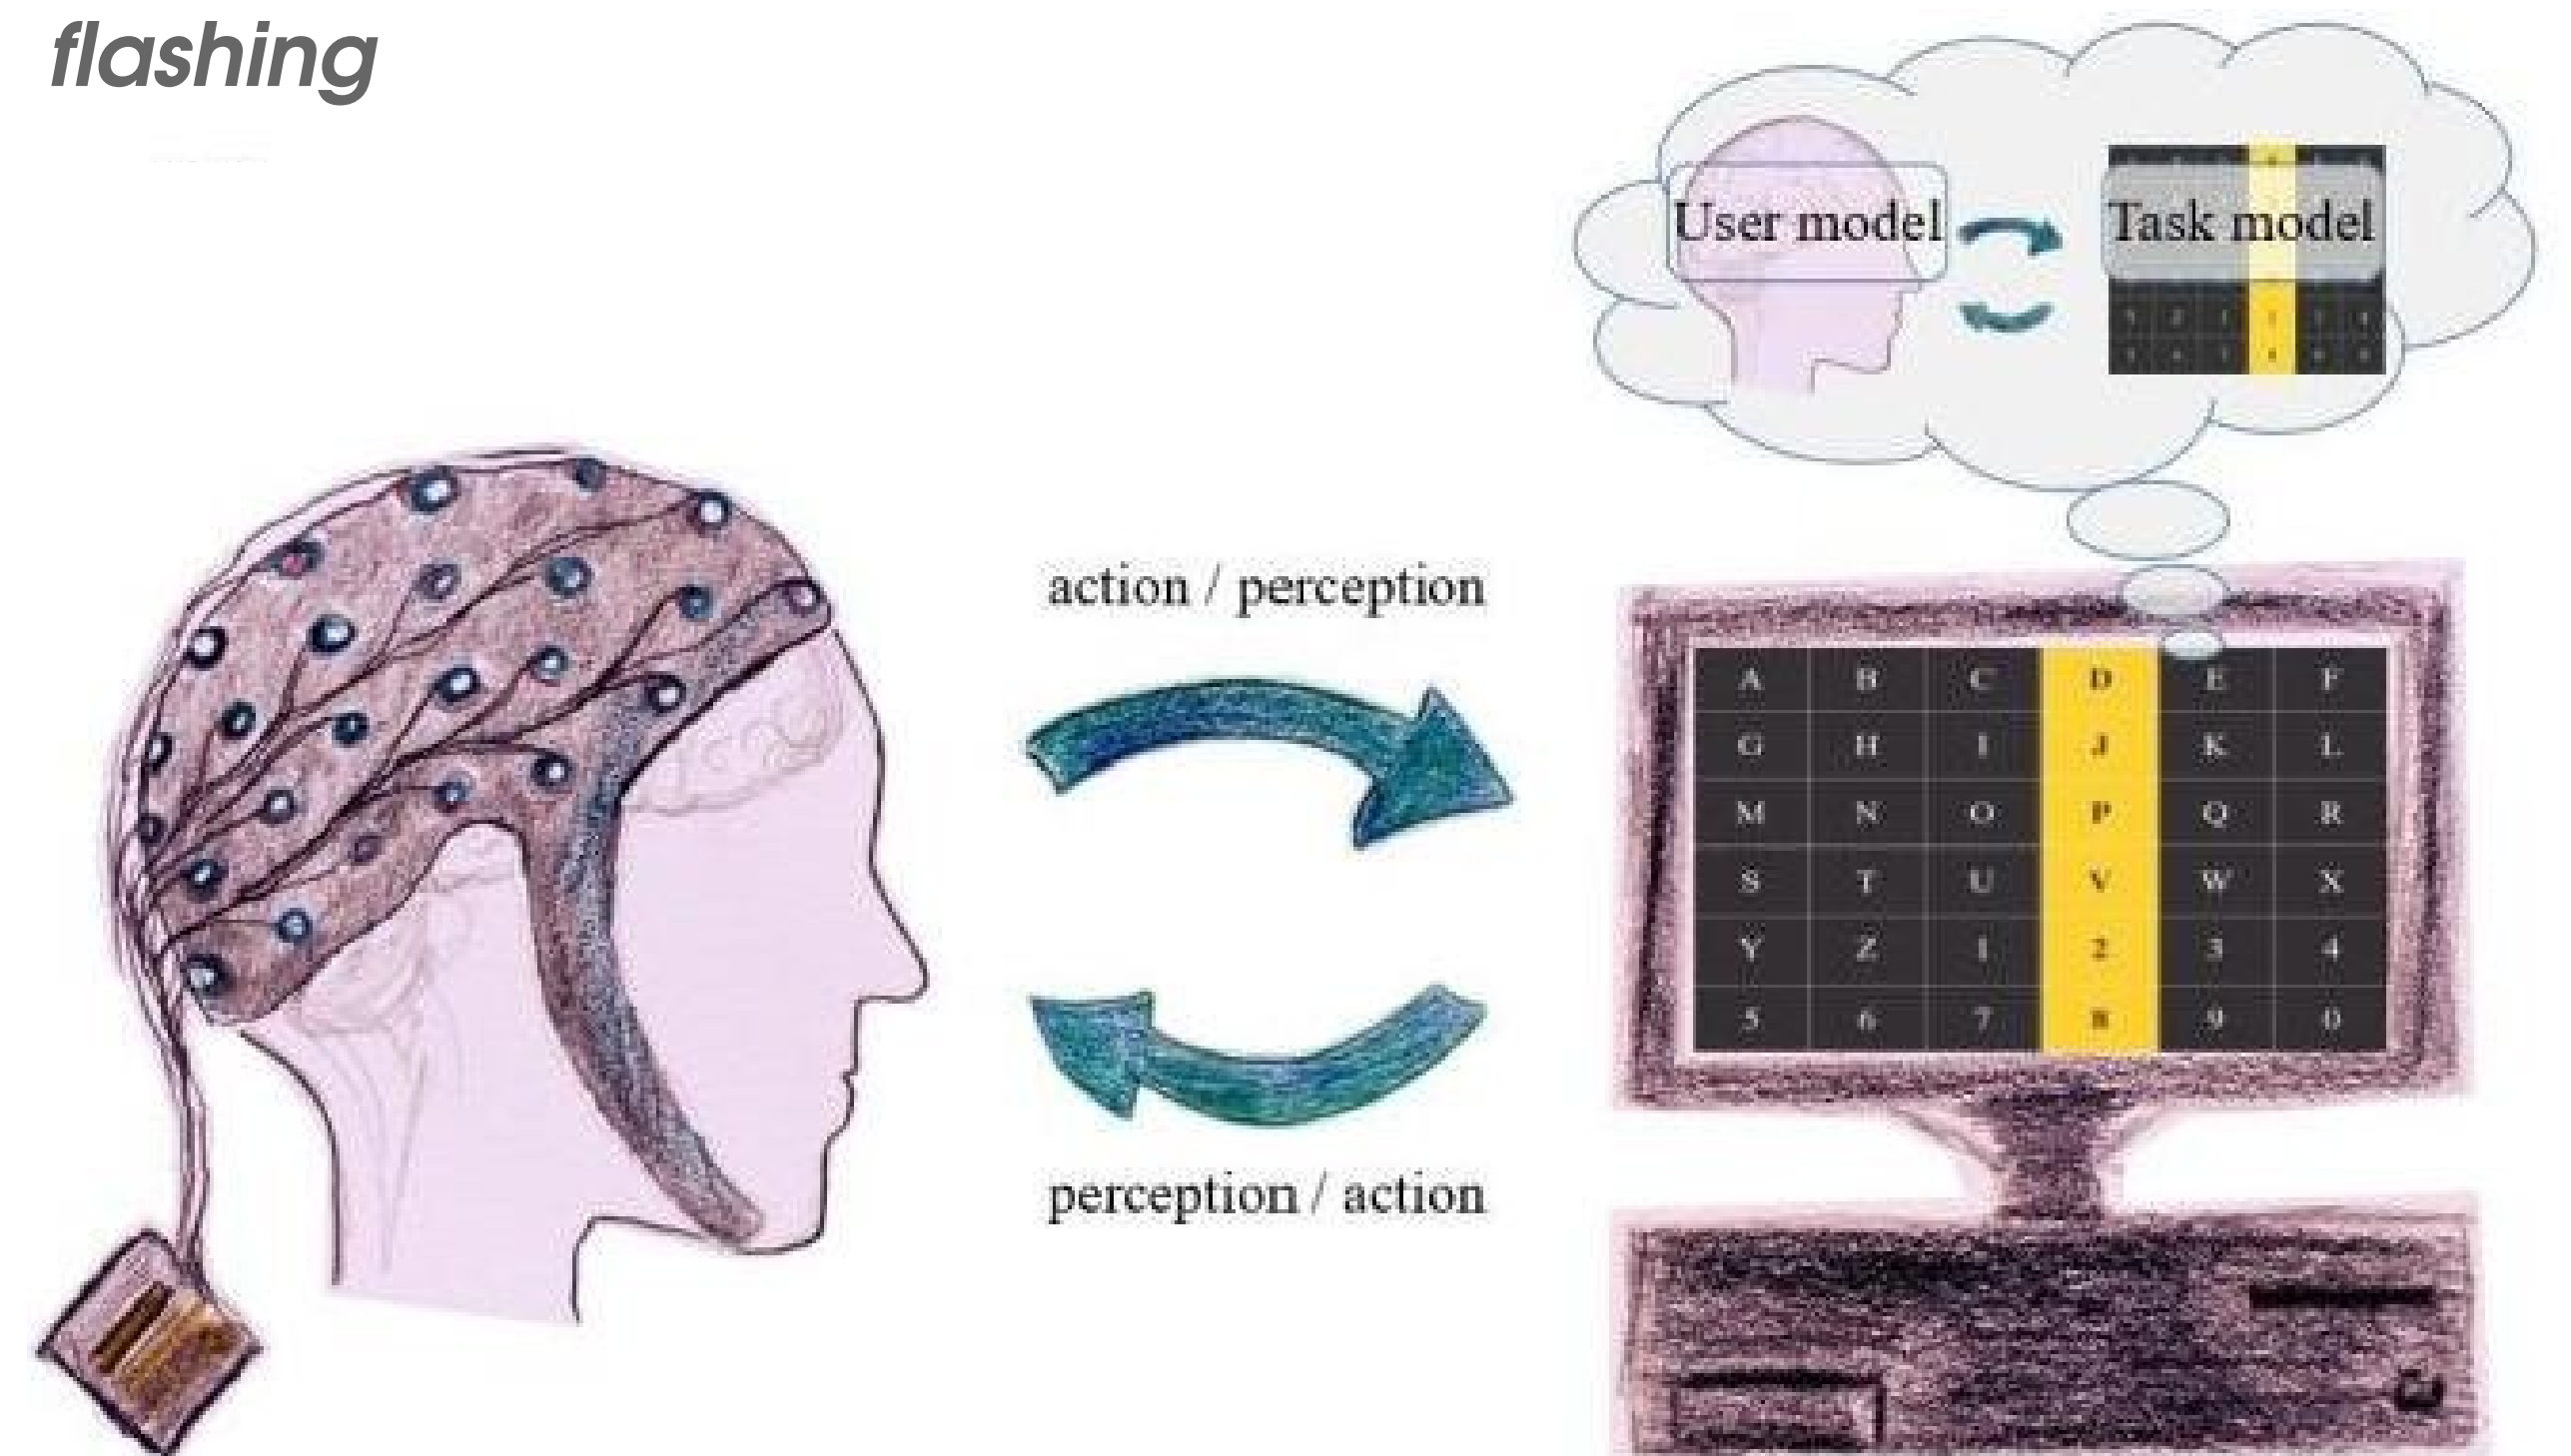 flashing
User model
Task model
action / perception
A B C D E F
G H I J K L
M N O P Q R
S T U V W X
Y Z 1 2 3 4
5 6 7 8 9 0
perception / action